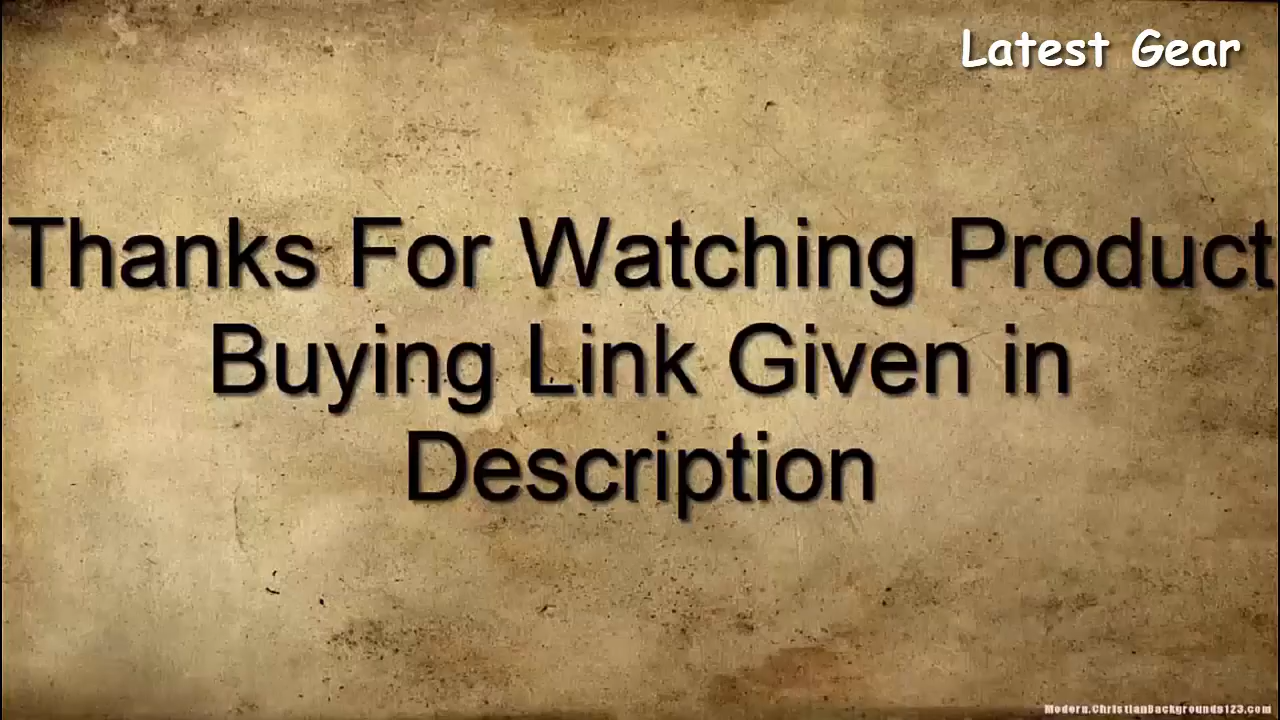 Latest Gear
Thanks For Watching Product
Buying Link Given in
Description
Modern.ChristianBackgrounds123.com